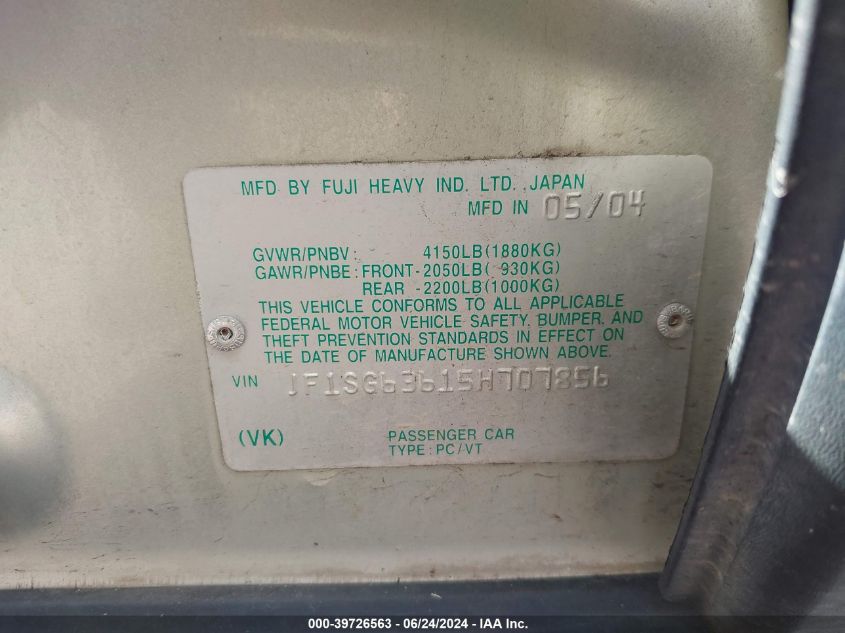 MFD BY FUJI HEAVY IND. LTD. JAPAN
MFD IN 05/04
GVWR/PNBV: 4150LB(1880KG)
GAWR/PNBE: FRONT-2050LB( 930KG)
REAR -2200LB(1000KG)
THIS VEHICLE CONFORMS TO ALL APPLICABLE
FEDERAL MOTOR VEHICLE SAFETY, BUMPER, AND
THEFT PREVENTION STANDARDS IN EFFECT ON
THE DATE OF MANUFACTURE SHOWN ABOVE.
VIN JF1SG63615H707856
(VK) PASSENGER CAR
TYPE: PC/VT
000-39726563 / 06/24/2024 - IAA Inc.